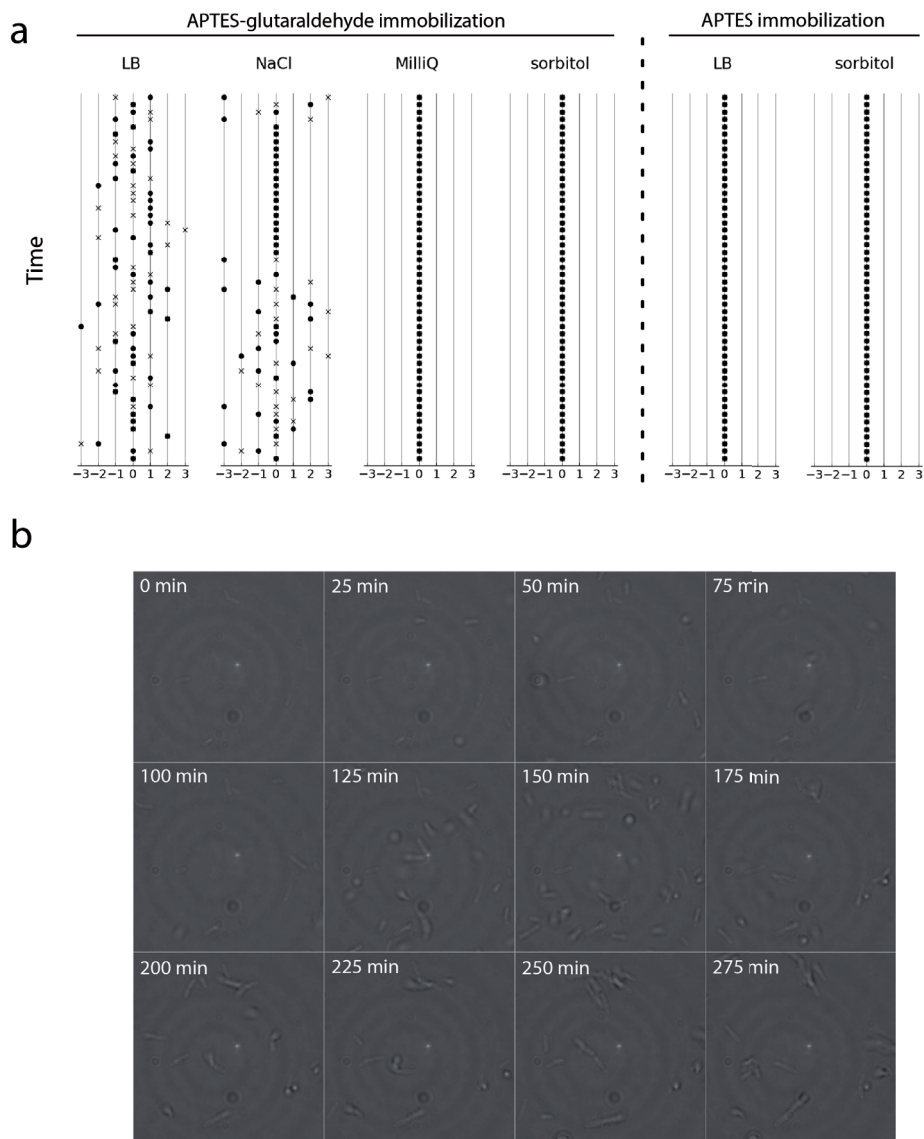 a
APTES-glutaraldehyde immobilization
APTES immobilization
LB NaCl MilliQ sorbitol LB sorbitol
Time
−3−2−1 0 1 2 3 −3−2−1 0 1 2 3 −3−2−1 0 1 2 3 −3−2−1 0 1 2 3 −3−2−1 0 1 2 3 −3−2−1 0 1 2 3
b
0 min 25 min 50 min 75 min
100 min 125 min 150 min 175 min
200 min 225 min 250 min 275 min